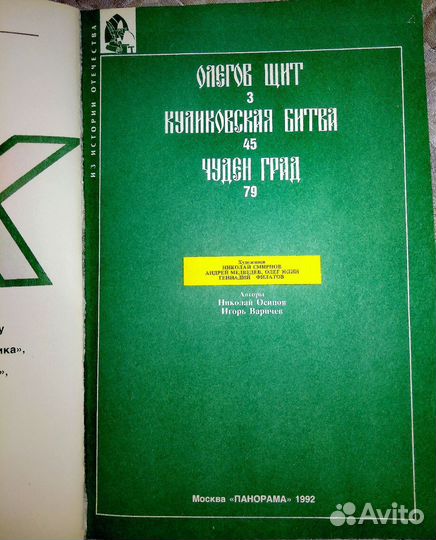 ИЗ ИСТОРИИ ОТЕЧЕСТВА
ОЛЕГОВ ЩИТ
3
КУЛИКОВСКАЯ БИТВА
45
ЧУДЕН ГРАД
79
Художники
НИКОЛАЙ СМИРНОВ
АНДРЕЙ МЕДВЕДЕВ, ОЛЕГ ЮДИН
ГЕННАДИЙ ФИЛАТОВ
Авторы
Николай Осипов
Игорь Варичев
Москва «ПАНОРАМА» 1992
К
у
ика»,
»,
Avito